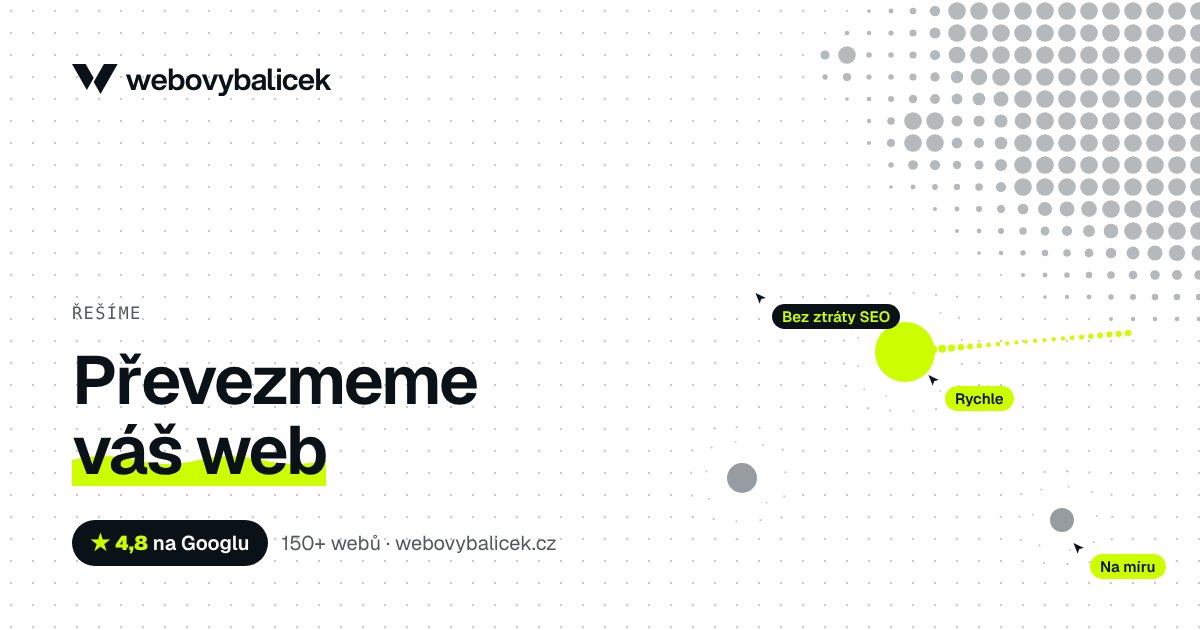 webovybalicek
ŘEŠÍME
Převezmeme
váš web
★ 4,8 na Googlu
150+ webů · webovybalicek.cz
Bez ztráty SEO
Rychle
Na míru